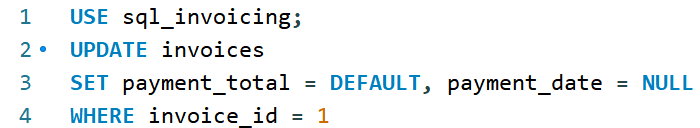 1 USE sql_invoicing;
2 UPDATE invoices
3 SET payment_total = DEFAULT, payment_date = NULL
4 WHERE invoice_id = 1